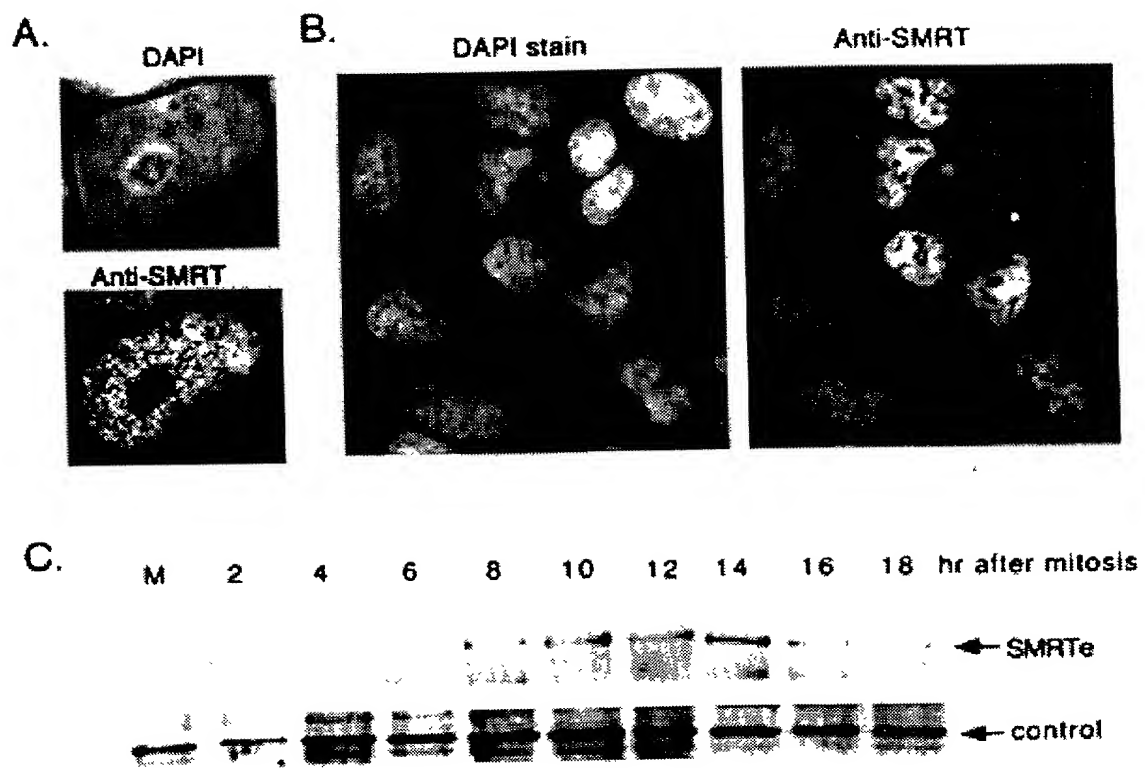 A.
DAPI
Anti-SMRT
B.
DAPI stain
Anti-SMRT
C.
M 2 4 6 8 10 12 14 16 18 hr after mitosis
SMRTe
control